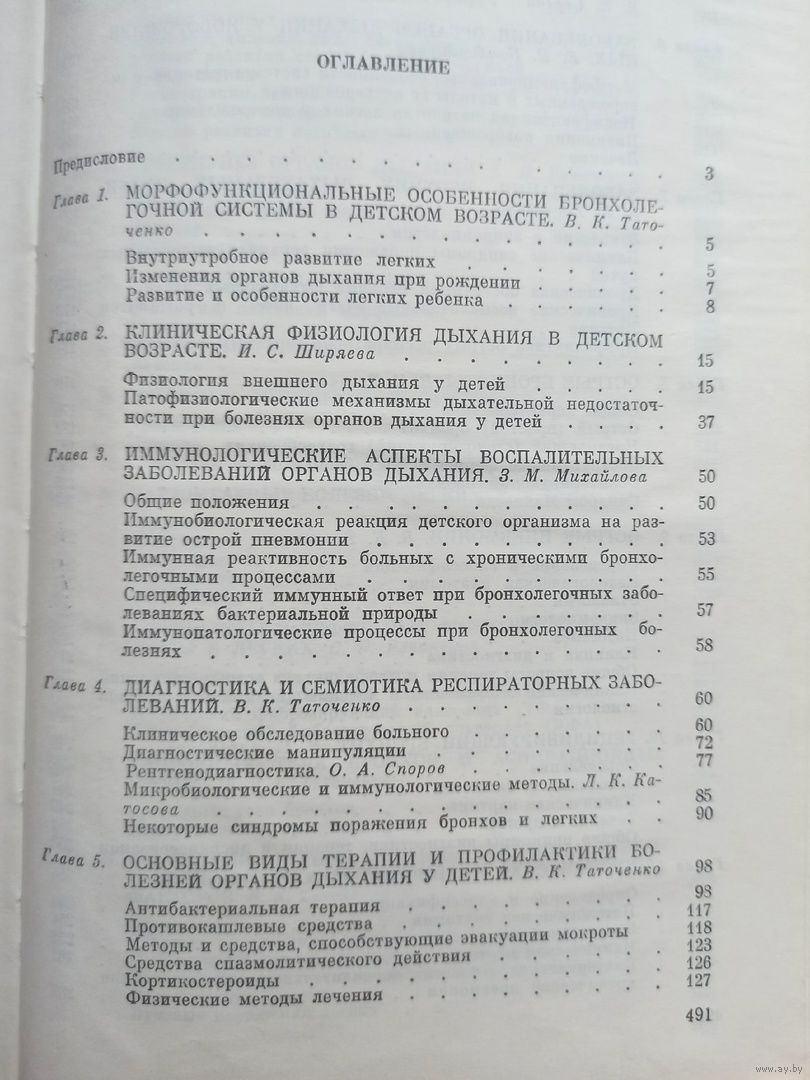 ОГЛАВЛЕНИЕ
Предисловие . . . . . . . . . . . . . . 3
Глава 1. МОРФОФУНКЦИОНАЛЬНЫЕ ОСОБЕННОСТИ БРОНХОЛЕ-
ГОЧНОЙ СИСТЕМЫ В ДЕТСКОМ ВОЗРАСТЕ. В. К. Тато-
ченко . . . . . . . . . . . . . . 5
Внутриутробное развитие легких . . . . . . 5
Изменения органов дыхания при рождении . . . . 7
Развитие и особенности легких ребенка . . . . . 8
Глава 2. КЛИНИЧЕСКАЯ ФИЗИОЛОГИЯ ДЫХАНИЯ В ДЕТСКОМ
ВОЗРАСТЕ. И. С. Ширяева . . . . . . . . 15
Физиология внешнего дыхания у детей . . . . . 15
Патофизиологические механизмы дыхательной недостаточ-
ности при болезнях органов дыхания у детей . . . . 37
Глава 3. ИММУНОЛОГИЧЕСКИЕ АСПЕКТЫ ВОСПАЛИТЕЛЬНЫХ
ЗАБОЛЕВАНИЙ ОРГАНОВ ДЫХАНИЯ. З. М. Михайлова 50
Общие положения . . . . . . . . . . . 50
Иммунобиологическая реакция детского организма на раз-
витие острой пневмонии . . . . . . . . . 53
Иммунная реактивность больных с хроническими бронхо-
легочными процессами . . . . . . . . . 55
Специфический иммунный ответ при бронхолегочных забо-
леваниях бактериальной природы . . . . . . . 57
Иммунопатологические процессы при бронхолегочных бо-
лезнях . . . . . . . . . . . . . . 58
Глава 4. ДИАГНОСТИКА И СЕМИОТИКА РЕСПИРАТОРНЫХ ЗАБО-
ЛЕВАНИЙ. В. К. Таточенко . . . . . . . . 60
Клиническое обследование больного . . . . . . 60
Диагностические манипуляции . . . . . . . 72
Рентгенодиагностика. О. А. Споров . . . . . . 77
Микробиологические и иммунологические методы. Л. К. Ка-
тосова . . . . . . . . . . . . . . 85
Некоторые синдромы поражения бронхов и легких . . 90
Глава 5. ОСНОВНЫЕ ВИДЫ ТЕРАПИИ И ПРОФИЛАКТИКИ БО-
ЛЕЗНЕЙ ОРГАНОВ ДЫХАНИЯ У ДЕТЕЙ. В. К. Таточенко 98
Антибактериальная терапия . . . . . . . . 98
Противокашлевые средства . . . . . . . . 117
Методы и средства, способствующие эвакуации мокроты 118
Средства спазмолитического действия . . . . . 123
Кортикостероиды . . . . . . . . . . . 126
Физические методы лечения . . . . . . . . 127
491
www.ay.by